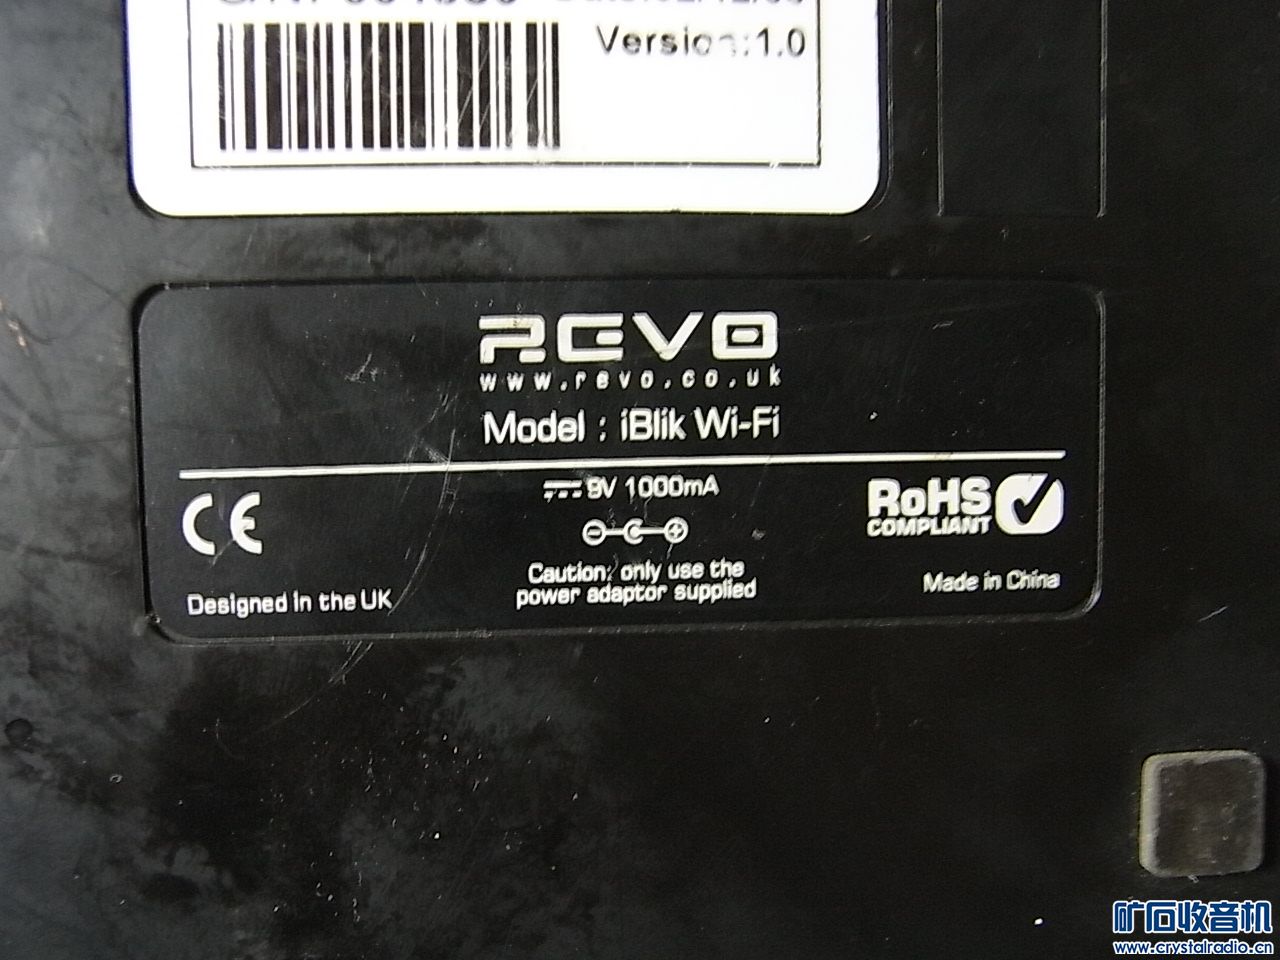 Version:1.0
REVO
www.revo.co.uk
Model : iBlik Wi-Fi
9V 1000mA
CE
RoHS
COMPLIANT
Caution: only use the
power adaptor supplied
Designed in the UK
Made in China
矿石收音机
www.crystalradio.cn